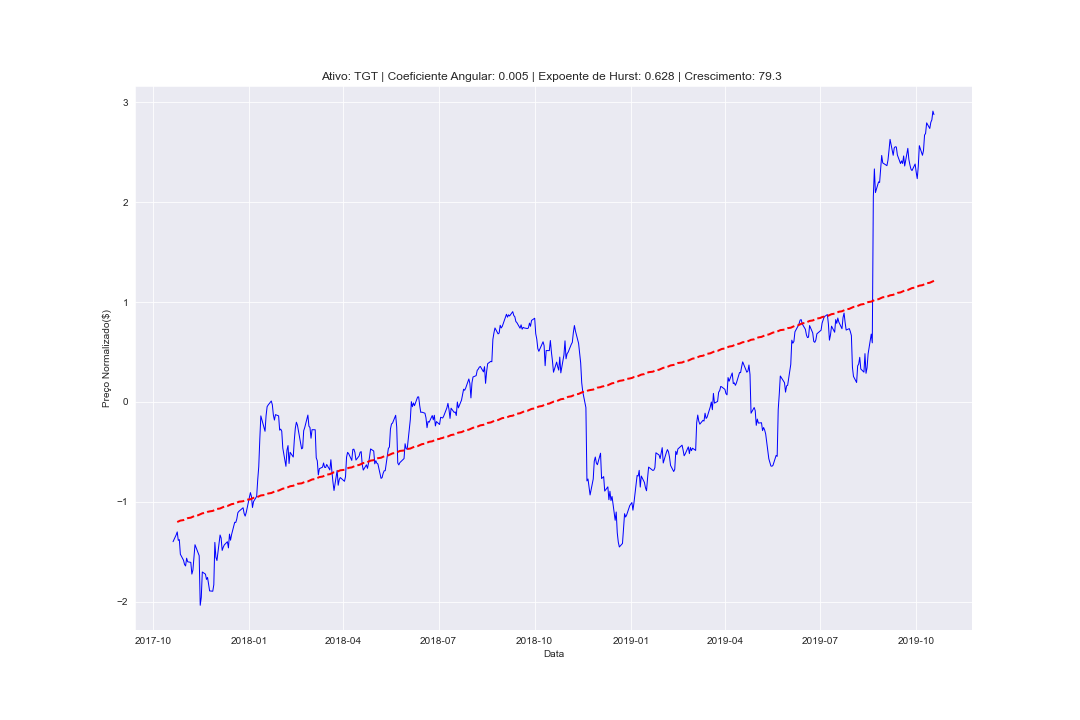 Ativo: TGT | Coeficiente Angular: 0.005 | Expoente de Hurst: 0.628 | Crescimento: 79.3
Preço Normalizado($)
3
2
1
0
−1
−2
2017-10 2018-01 2018-04 2018-07 2018-10 2019-01 2019-04 2019-07 2019-10
Data